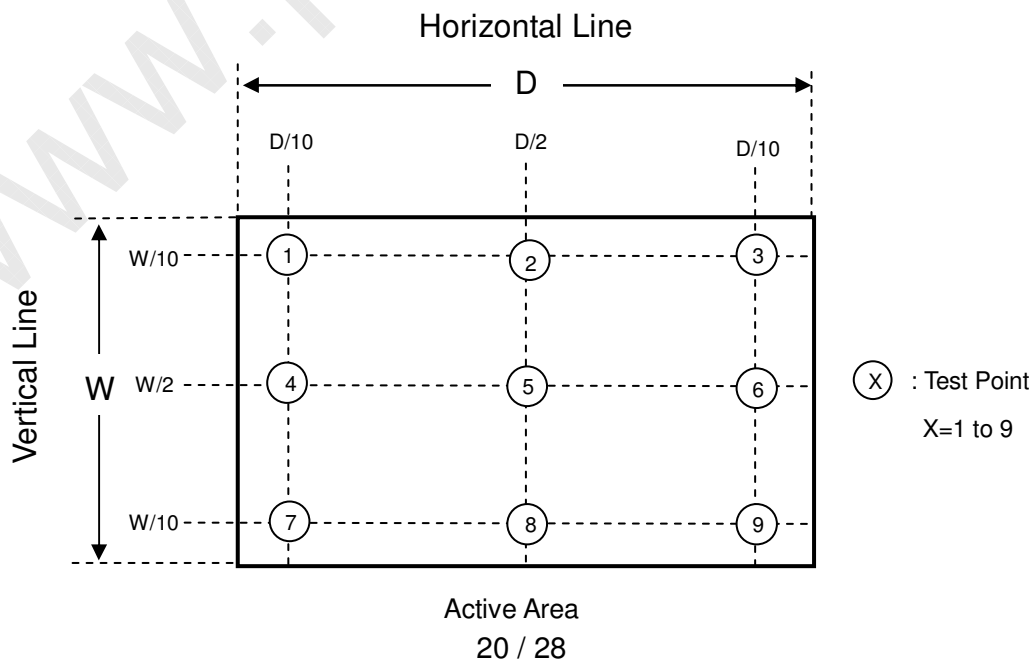 Horizontal Line
D
D/10 D/2 D/10
W/10 1 2 3
Vertical Line
W W/2 4 5 6
X : Test Point
X=1 to 9
W/10 7 8 9
Active Area
20 / 28